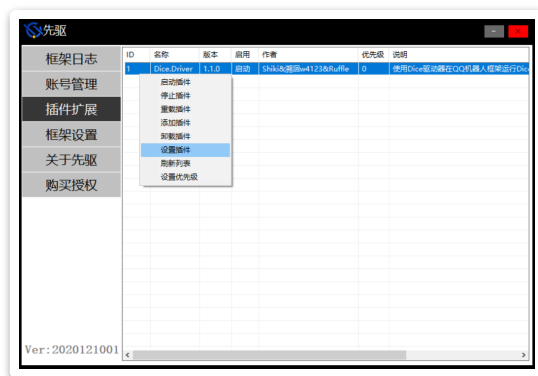 先驱
框架日志
账号管理
插件扩展
框架设置
关于先驱
购买授权
Ver:2020121001
ID 名称 版本 启用 作者 优先级 说明
1 Dice.Driver 1.1.0 启动 Shiki&溯洄w4123&Ruffle 0 使用Dice驱动器在QQ机器人框架运行Dic
启动插件
停止插件
重载插件
添加插件
卸载插件
设置插件
刷新列表
设置优先级